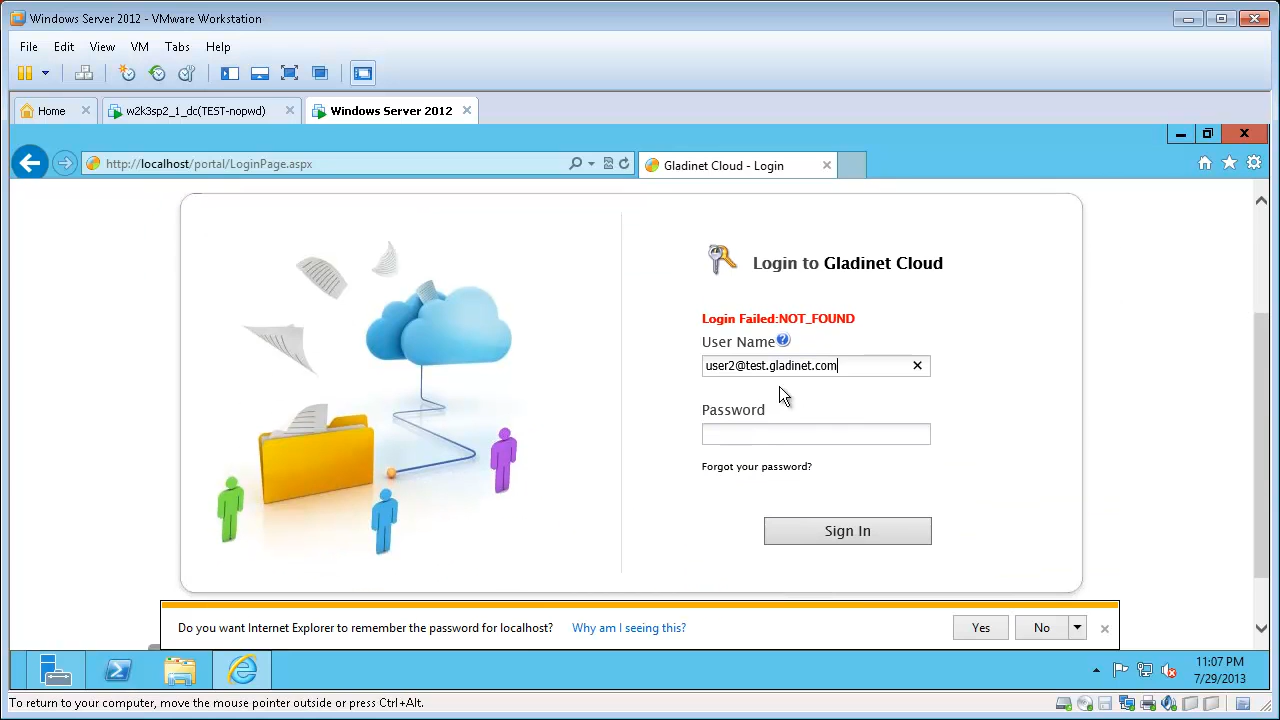 Windows Server 2012 - VMware Workstation
File Edit View VM Tabs Help
Home w2k3sp2_1_dc(TEST-nopwd) Windows Server 2012
http://localhost/portal/LoginPage.aspx Gladinet Cloud - Login
Login to Gladinet Cloud
Login Failed:NOT_FOUND
User Name
user2@test.gladinet.com
Password
Forgot your password?
Sign In
Do you want Internet Explorer to remember the password for localhost? Why am I seeing this? Yes No
11:07 PM
7/29/2013
To return to your computer, move the mouse pointer outside or press Ctrl+Alt.